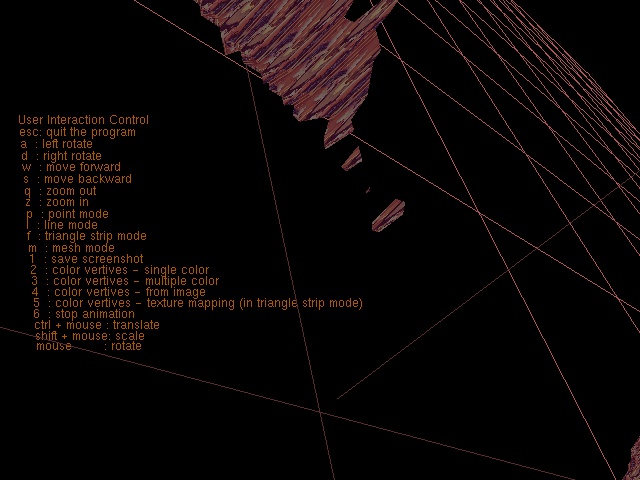 User Interaction Control
esc: quit the program
a : left rotate
d : right rotate
w : move forward
s : move backward
q : zoom out
z : zoom in
p : point mode
l : line mode
f : triangle strip mode
m : mesh mode
1 : save screenshot
2 : color vertives - single color
3 : color vertives - multiple color
4 : color vertives - from image
5 : color vertives - texture mapping (in triangle strip mode)
6 : stop animation
ctrl + mouse : translate
shift + mouse: scale
mouse : rotate